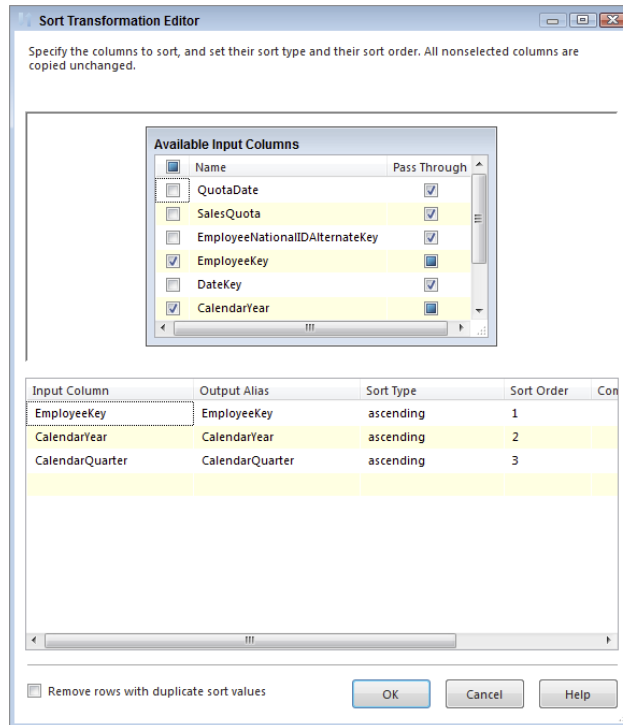 Sort Transformation Editor
Specify the columns to sort, and set their sort type and their sort order. All nonselected columns are
copied unchanged.
Available Input Columns
Name Pass Through
QuotaDate
SalesQuota
EmployeeNationalIDAlternateKey
EmployeeKey
DateKey
CalendarYear
Input Column Output Alias Sort Type Sort Order Con
EmployeeKey EmployeeKey ascending 1
CalendarYear CalendarYear ascending 2
CalendarQuarter CalendarQuarter ascending 3
Remove rows with duplicate sort values
OK Cancel Help